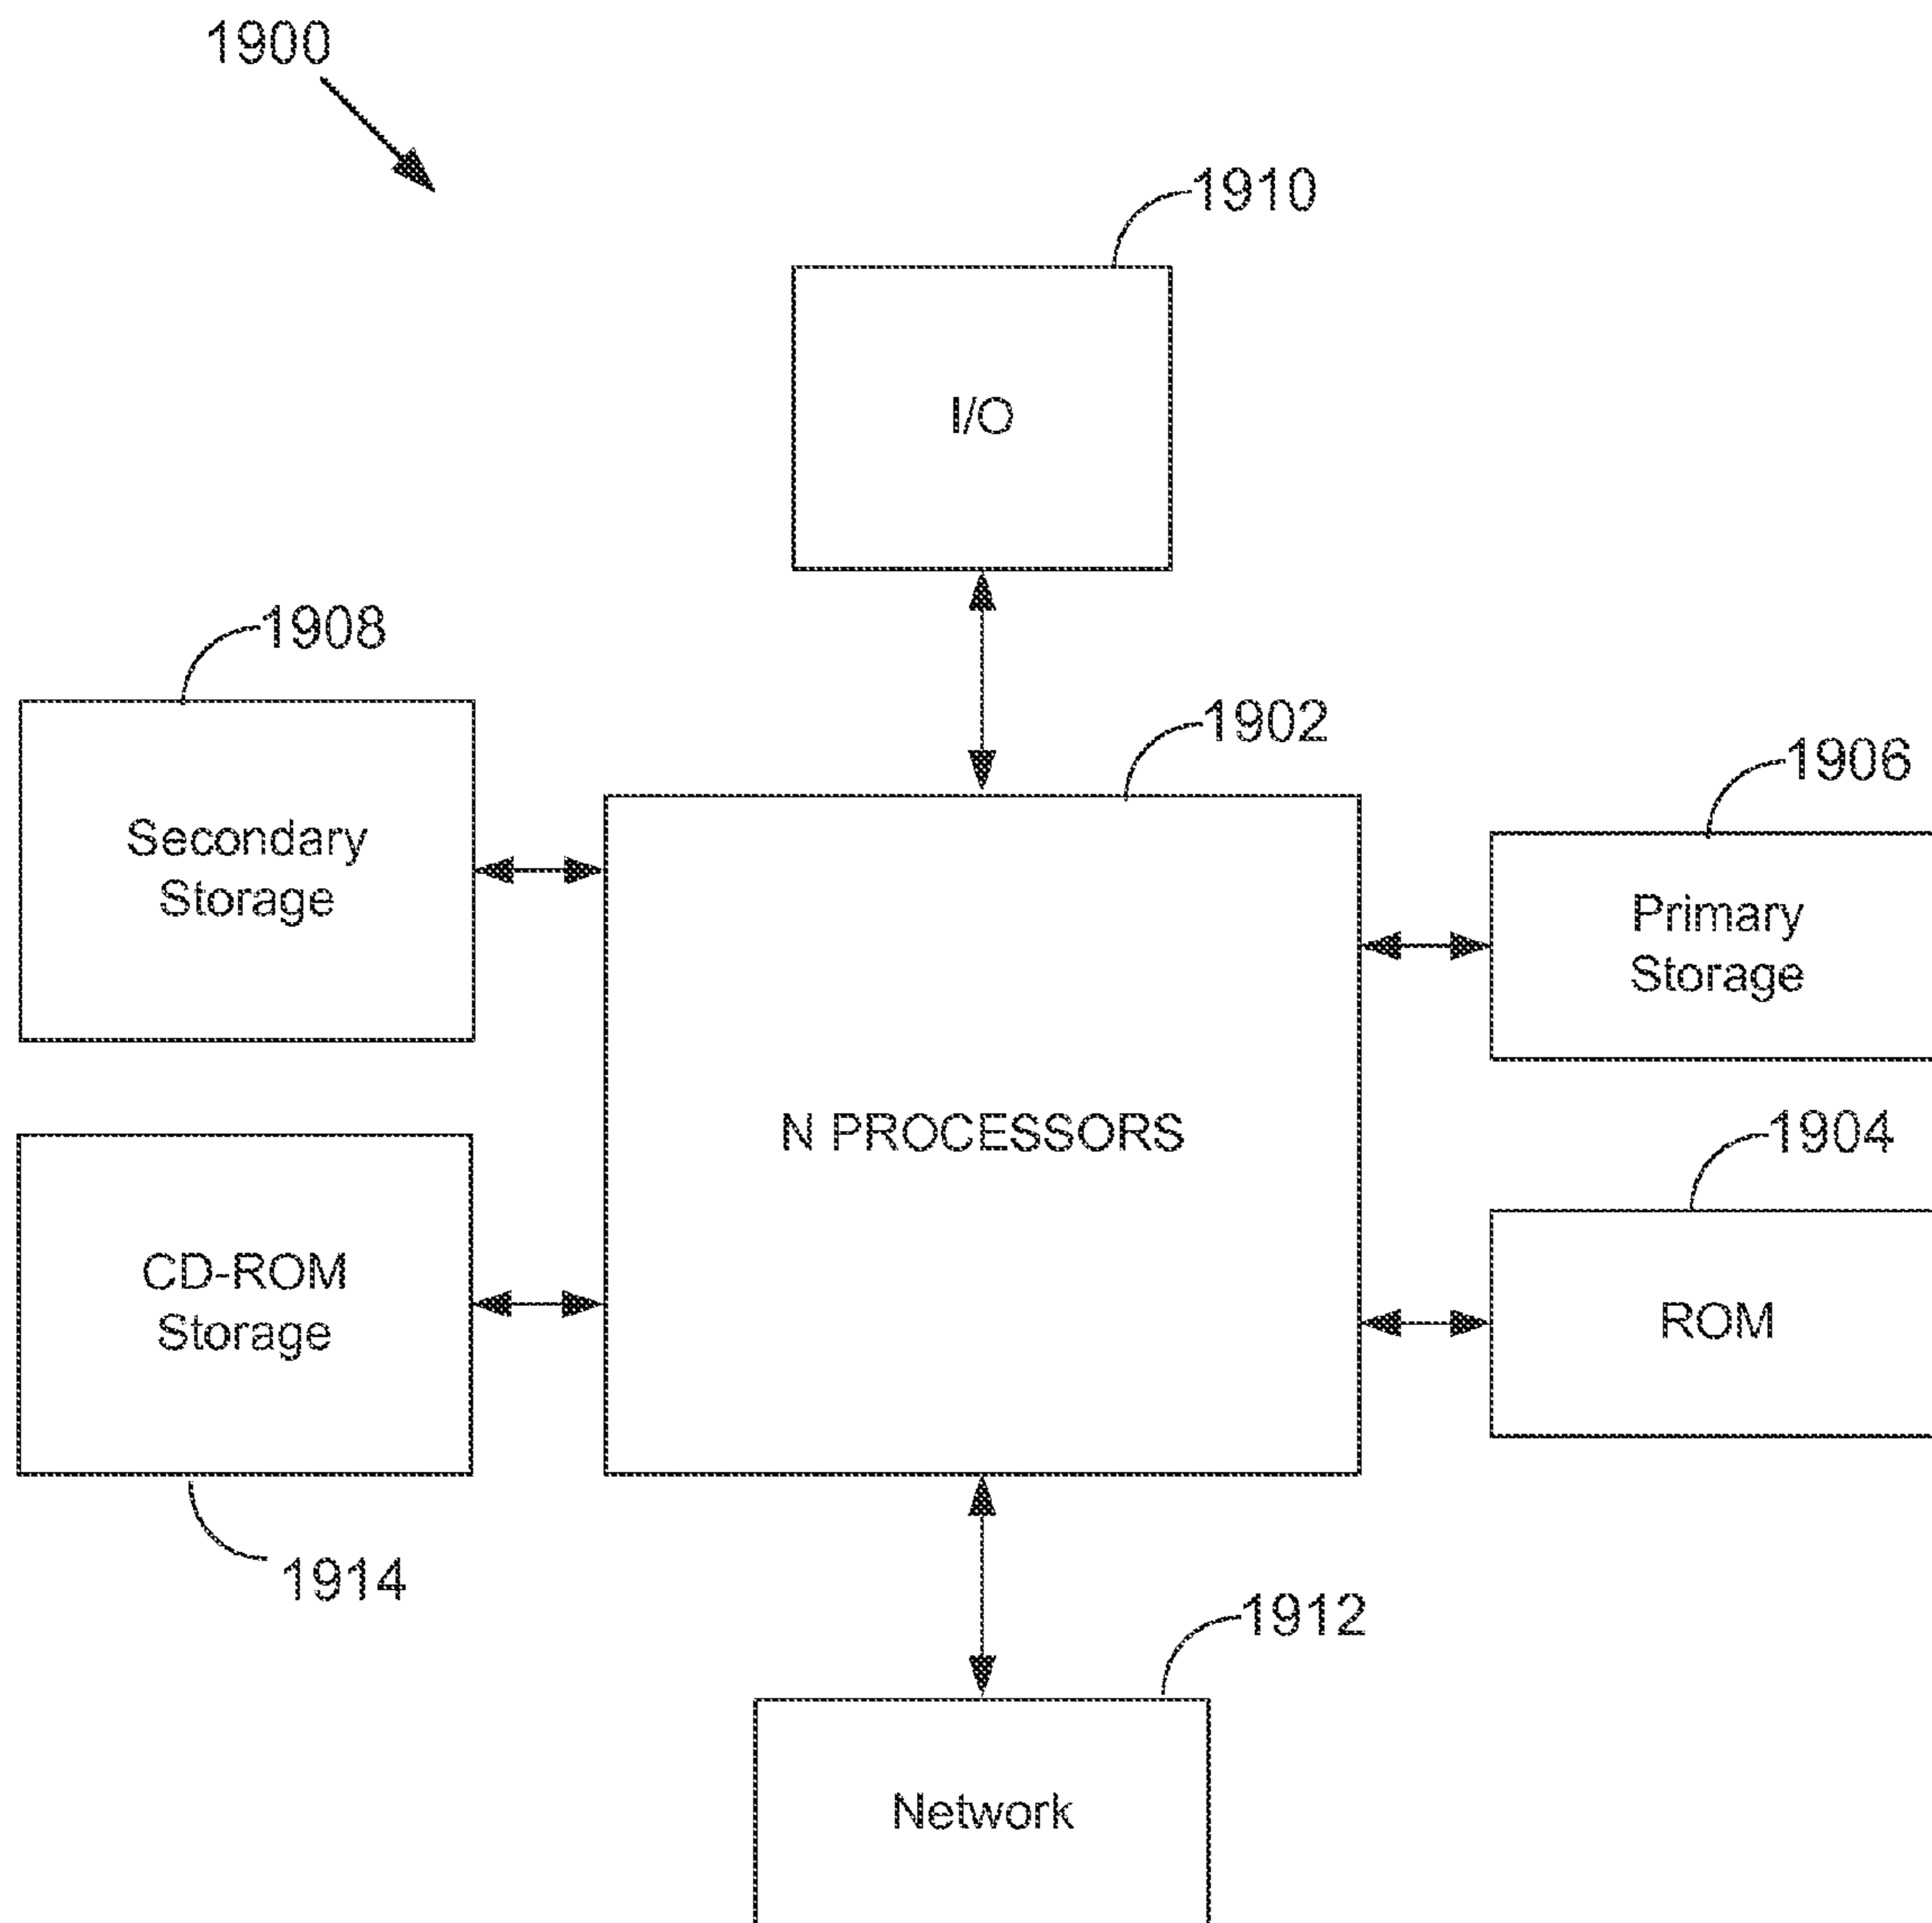 1900
1910
I/O
1908
1902
1906
Secondary
Storage
Primary
Storage
N PROCESSORS
1904
CD-ROM
Storage
ROM
1914
1912
Network